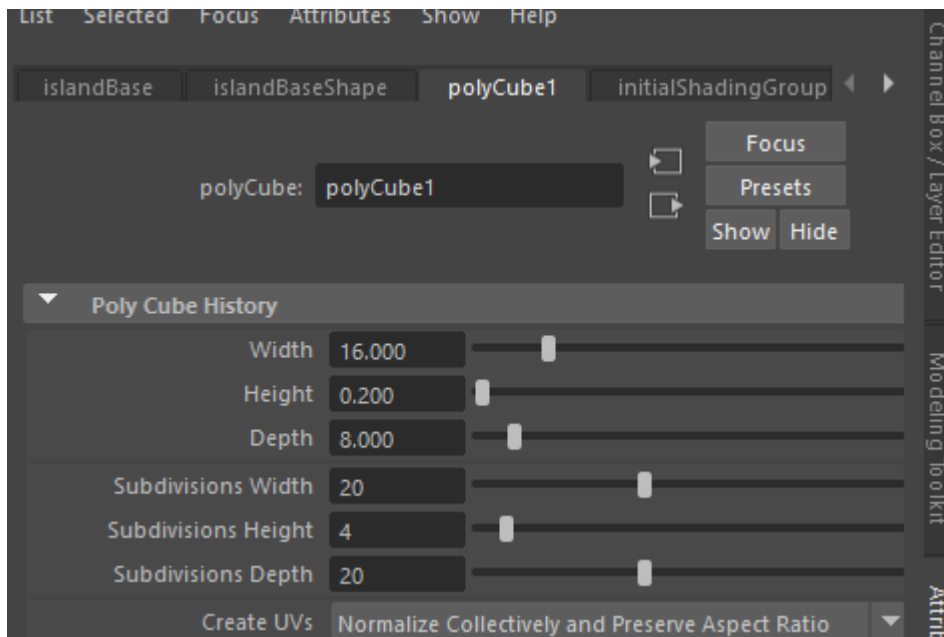 List Selected Focus Attributes Show Help
islandBase islandBaseShape polyCube1 initialShadingGroup
polyCube: polyCube1
Focus
Presets
Show Hide
Poly Cube History
Width 16.000
Height 0.200
Depth 8.000
Subdivisions Width 20
Subdivisions Height 4
Subdivisions Depth 20
Create UVs Normalize Collectively and Preserve Aspect Ratio
Channel Box / Layer Editor
Modeling Toolkit
Attri